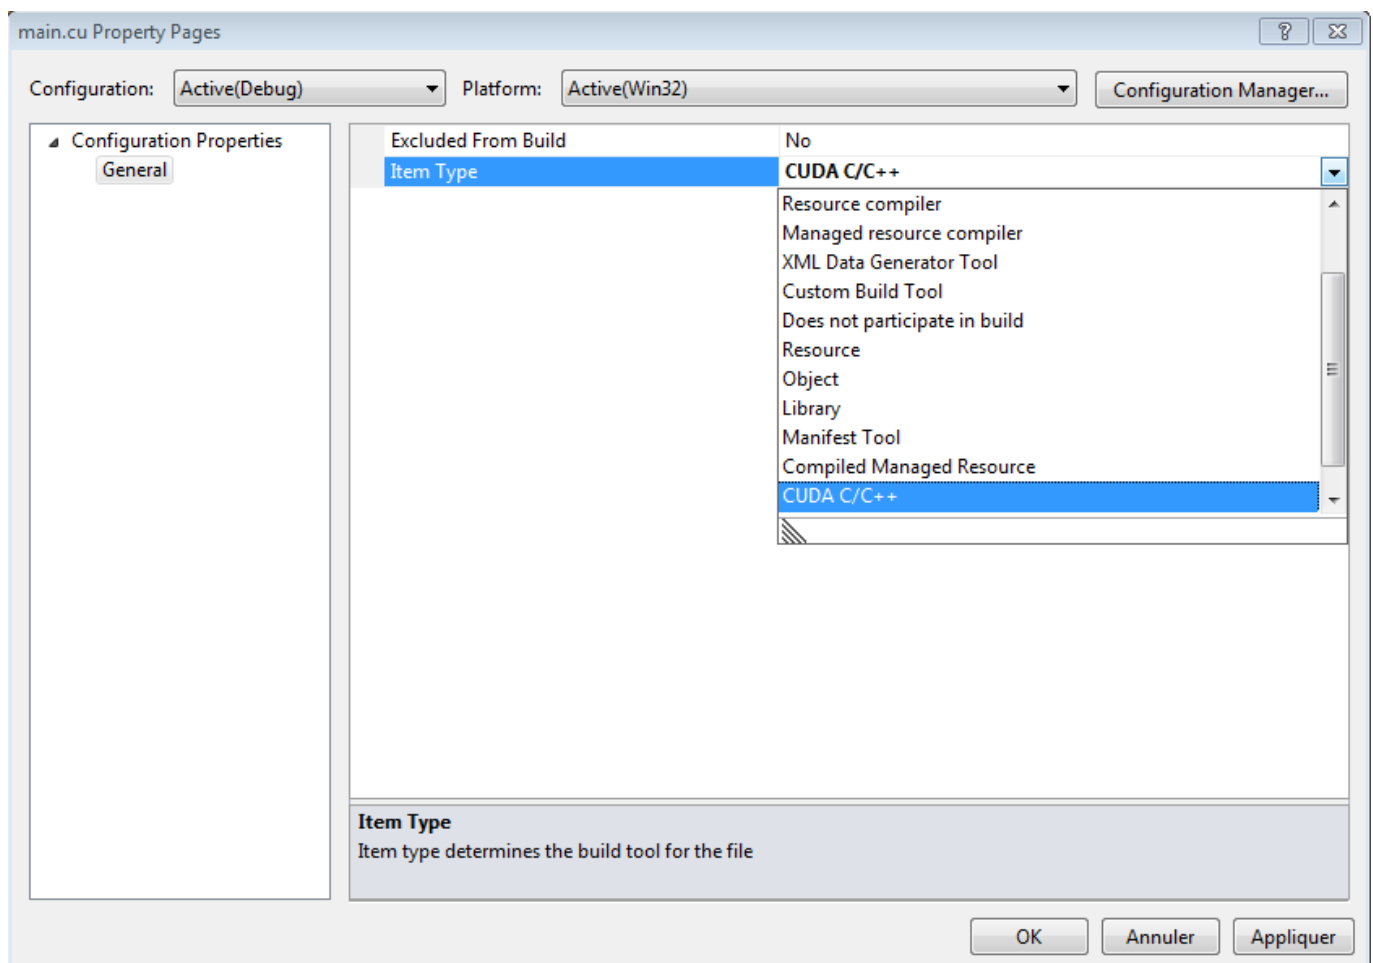 main.cu Property Pages
Configuration: Active(Debug) Platform: Active(Win32) Configuration Manager...
Configuration Properties
General
Excluded From Build No
Item Type CUDA C/C++
Resource compiler
Managed resource compiler
XML Data Generator Tool
Custom Build Tool
Does not participate in build
Resource
Object
Library
Manifest Tool
Compiled Managed Resource
CUDA C/C++
Item Type
Item type determines the build tool for the file
OK Annuler Appliquer